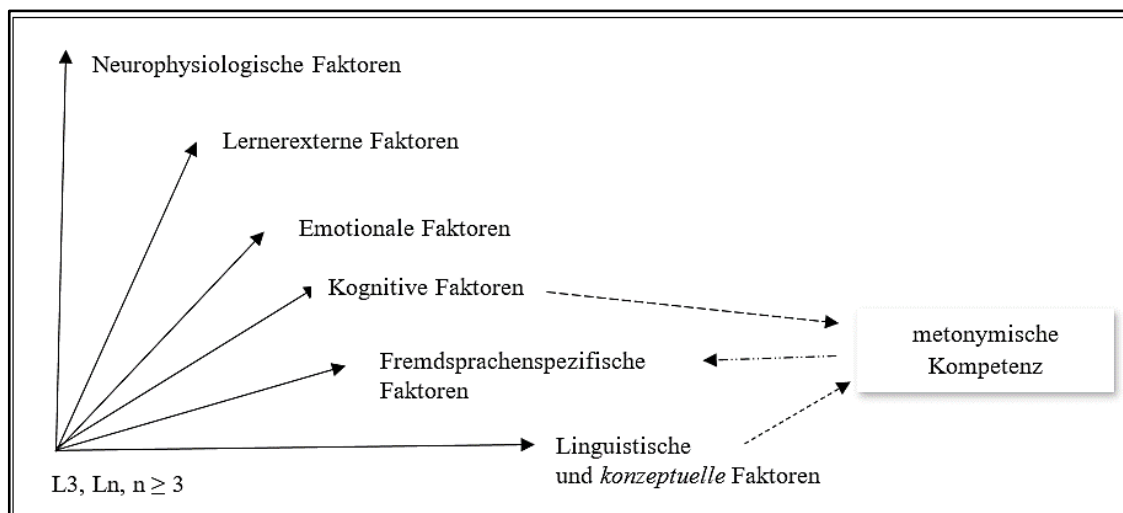 Neurophysiologische Faktoren
Lernerexterne Faktoren
Emotionale Faktoren
Kognitive Faktoren
metonymische
Kompetenz
Fremdsprachenspezifische
Faktoren
Linguistische
und konzeptuelle Faktoren
L3, Ln, n ≥ 3